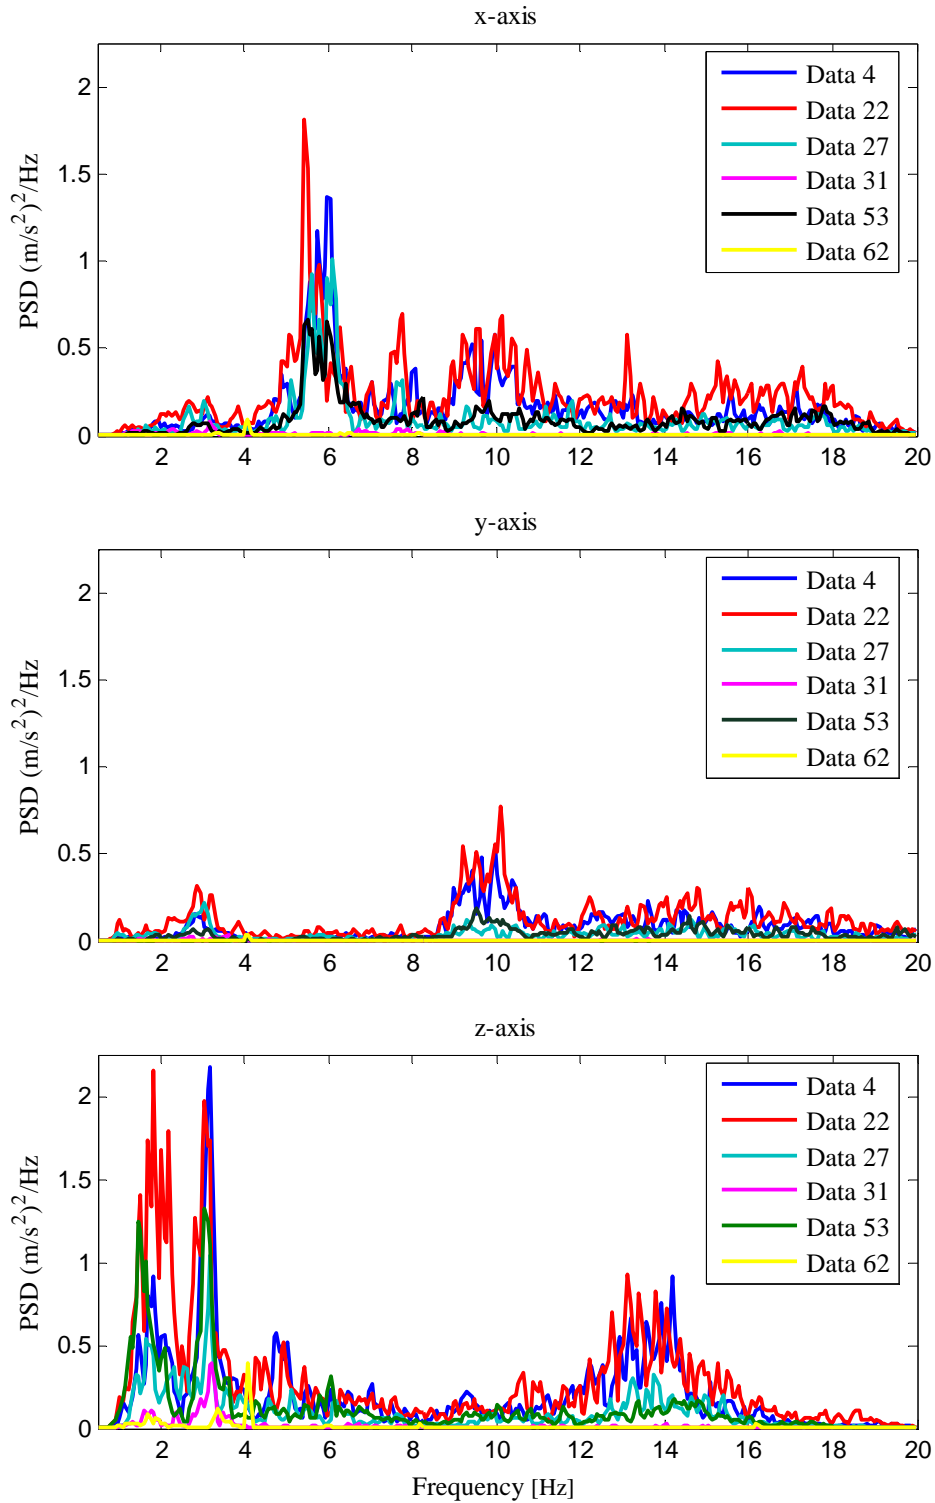 x-axis
PSD (m/s²)²/Hz
2
1.5
1
0.5
0
2 4 6 8 10 12 14 16 18 20
Data 4
Data 22
Data 27
Data 31
Data 53
Data 62
y-axis
PSD (m/s²)²/Hz
2
1.5
1
0.5
0
2 4 6 8 10 12 14 16 18 20
Data 4
Data 22
Data 27
Data 31
Data 53
Data 62
z-axis
PSD (m/s²)²/Hz
2
1.5
1
0.5
0
2 4 6 8 10 12 14 16 18 20
Data 4
Data 22
Data 27
Data 31
Data 53
Data 62
Frequency [Hz]